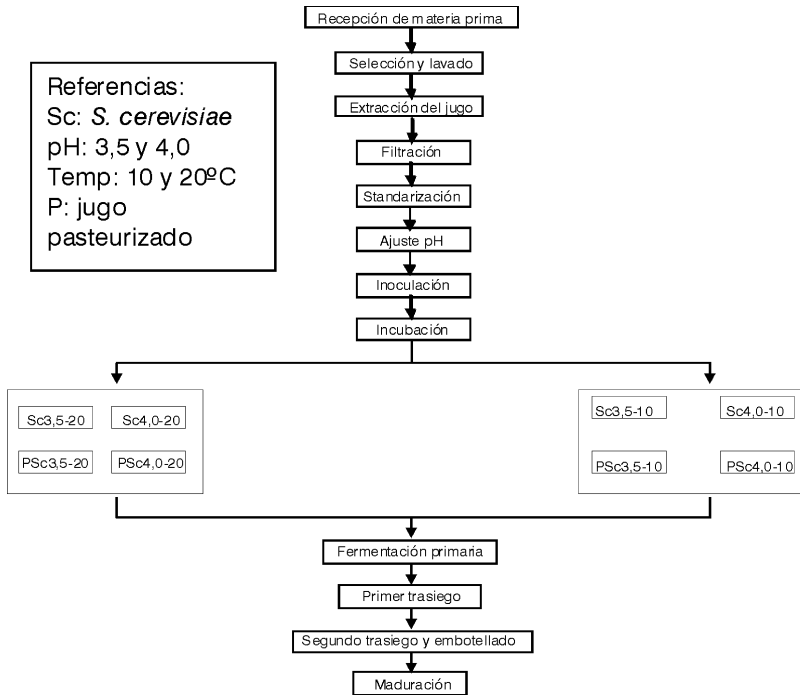 Recepción de materia prima
Selección y lavado
Extracción del jugo
Filtración
Standarización
Ajuste pH
Inoculación
Incubación
Referencias:
Sc: S. cerevisiae
pH: 3,5 y 4,0
Temp: 10 y 20ºC
P: jugo
pasteurizado
Sc3,5-20 Sc4,0-20
PSc3,5-20 PSc4,0-20
Sc3,5-10 Sc4,0-10
PSc3,5-10 PSc4,0-10
Fermentación primaria
Primer trasiego
Segundo trasiego y embotellado
Maduración